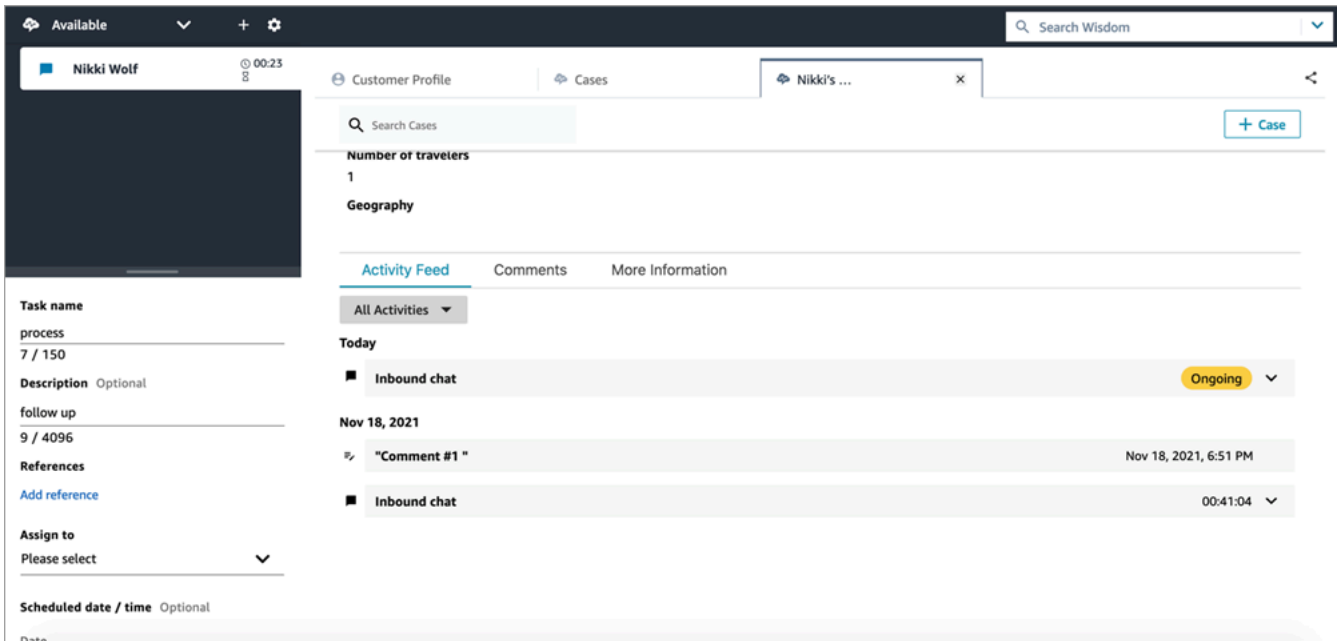 Available
Search Wisdom
Nikki Wolf
00:23
Customer Profile
Cases
Nikki's ...
Search Cases
+ Case
Number of travelers
1
Geography
Activity Feed
Comments
More Information
All Activities
Today
Inbound chat
Ongoing
Nov 18, 2021
"Comment #1 "
Nov 18, 2021, 6:51 PM
Inbound chat
00:41:04
Task name
process
7 / 150
Description Optional
follow up
9 / 4096
References
Add reference
Assign to
Please select
Scheduled date / time Optional
Date